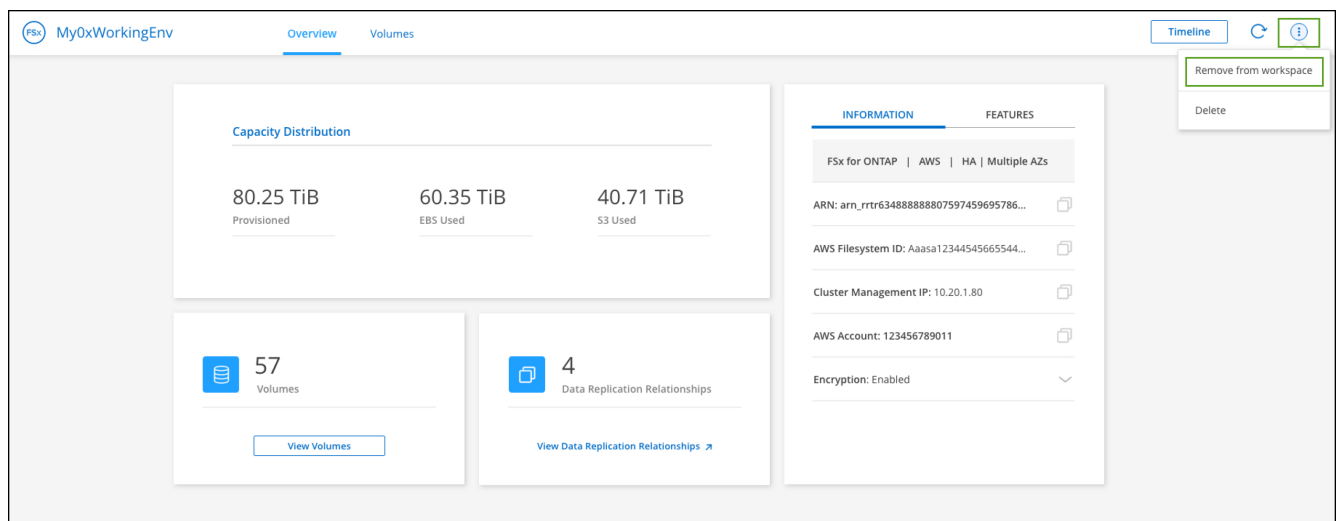 FSx My0xWorkingEnv Overview Volumes Timeline
Remove from workspace
Delete
Capacity Distribution
80.25 TiB 60.35 TiB 40.71 TiB
Provisioned EBS Used S3 Used
57
Volumes
View Volumes
4
Data Replication Relationships
View Data Replication Relationships
INFORMATION FEATURES
FSx for ONTAP | AWS | HA | Multiple AZs
ARN: arn_rrtr634888888807597459695786...
AWS Filesystem ID: Aaasa12344545665544...
Cluster Management IP: 10.20.1.80
AWS Account: 123456789011
Encryption: Enabled